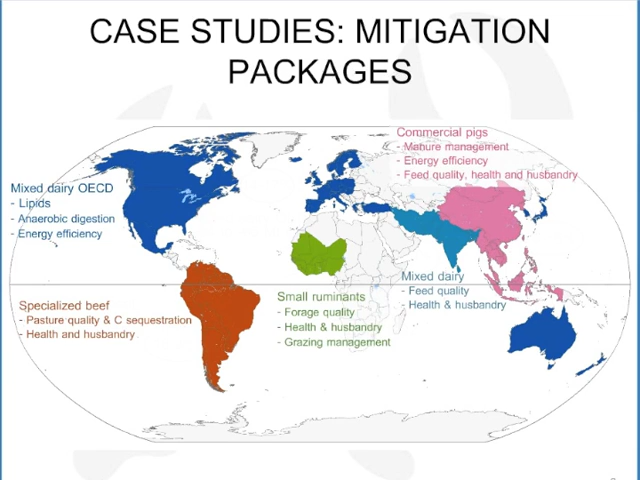 CASE STUDIES: MITIGATION
PACKAGES
Commercial pigs
- Manure management
- Energy efficiency
- Feed quality, health and husbandry
Mixed dairy OECD
- Lipids
- Anaerobic digestion
- Energy efficiency
Mixed dairy
- Feed quality
- Health & husbandry
Small ruminants
- Forage quality
- Health & husbandry
- Grazing management
Specialized beef
- Pasture quality & C sequestration
- Health and husbandry